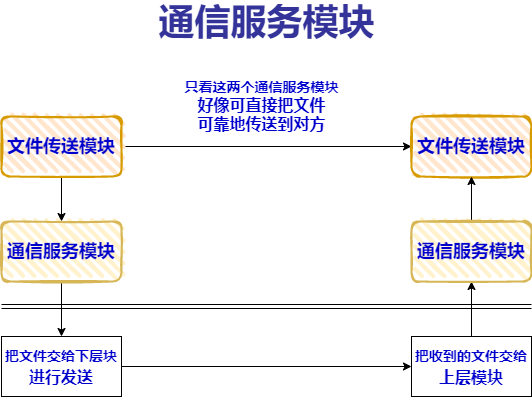 通信服务模块
只看这两个通信服务模块
好像可直接把文件
可靠地传送到对方
文件传送模块
文件传送模块
通信服务模块
通信服务模块
把文件交给下层块
进行发送
把收到的文件交给
上层模块